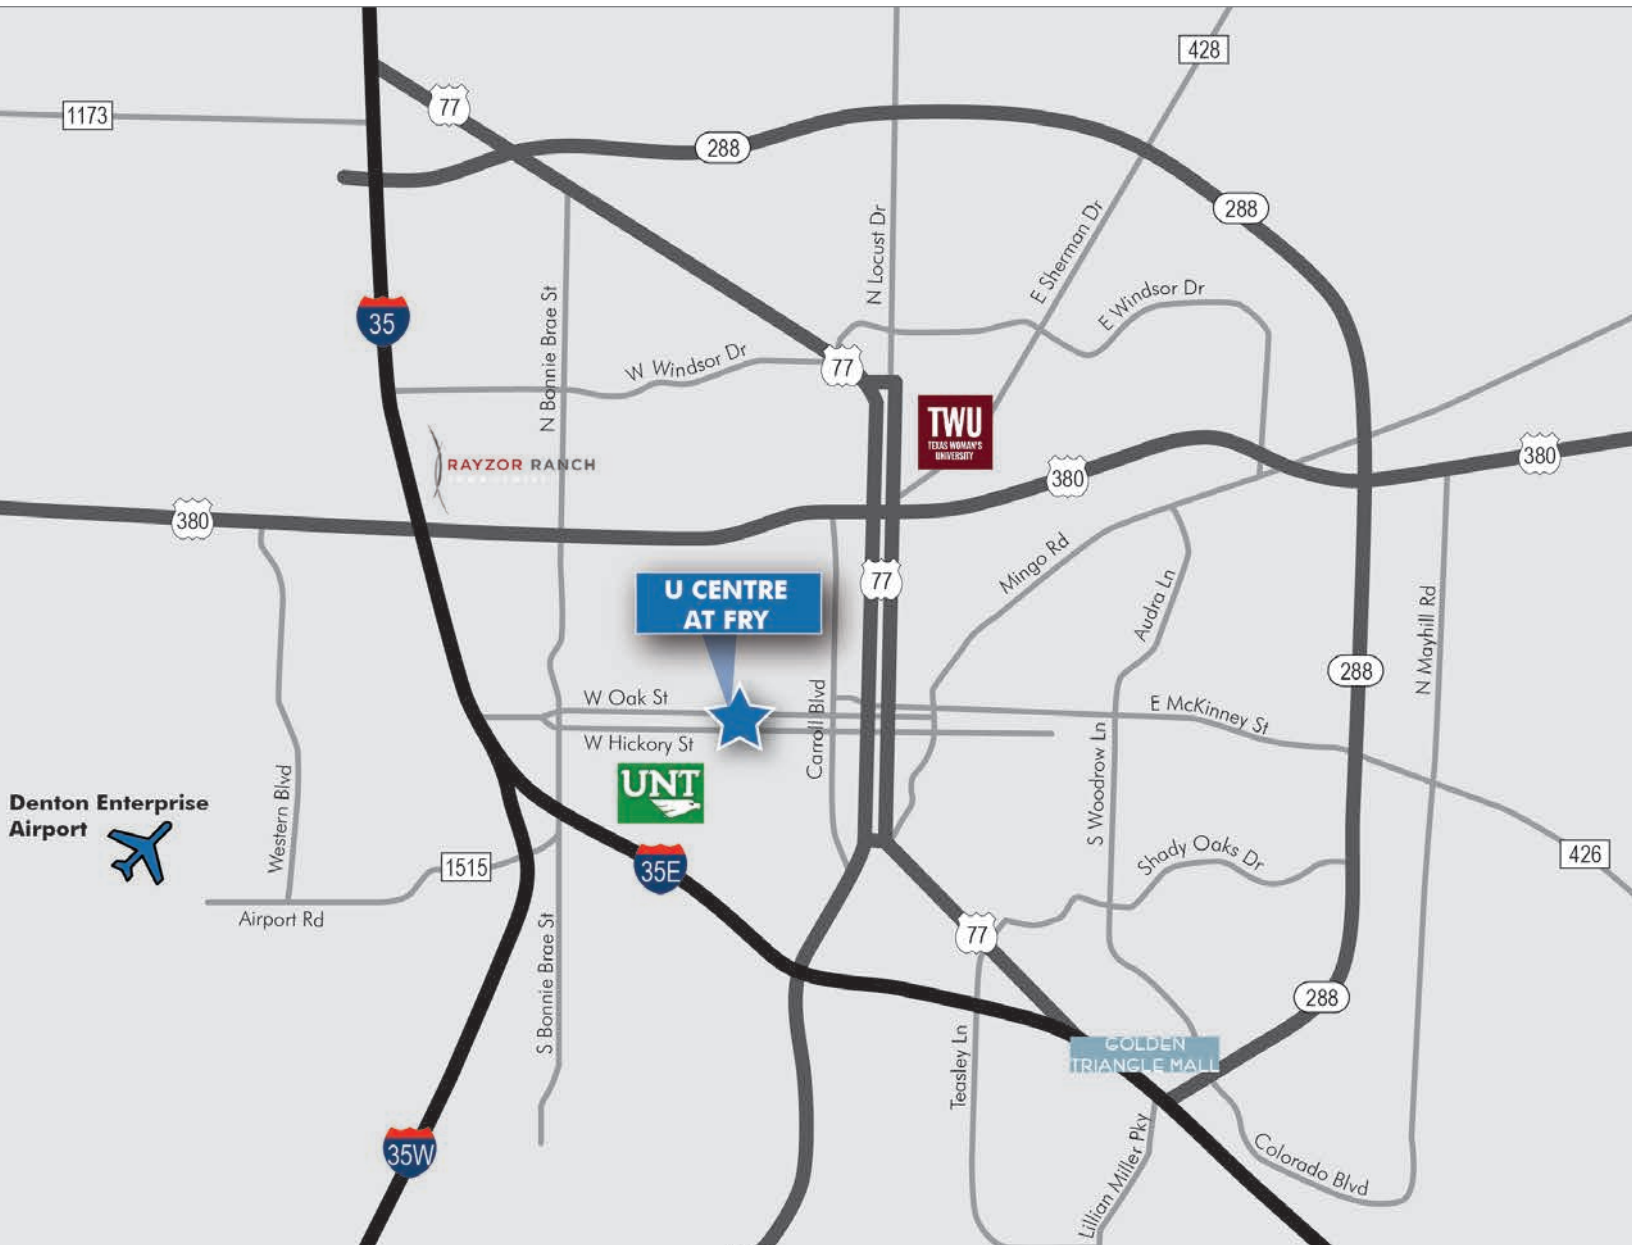 428
77
1173
288
288
N Locust Dr
E Sherman Dr
E Windsor Dr
35
N Bonnie Brae St
W Windsor Dr
77
TWU
TEXAS WOMAN'S
UNIVERSITY
RAYZOR RANCH
380
380
380
Mingo Rd
77
U CENTRE
AT FRY
Audra Ln
N Mayhill Rd
288
W Oak St
Carroll Blvd
E McKinney St
W Hickory St
S Woodrow Ln
UNT
Western Blvd
Denton Enterprise
Airport
1515
35E
Shady Oaks Dr
426
Airport Rd
77
S Bonnie Brae St
288
Teasley Ln
GOLDEN
TRIANGLE MALL
35W
Lillian Miller Pky
Colorado Blvd